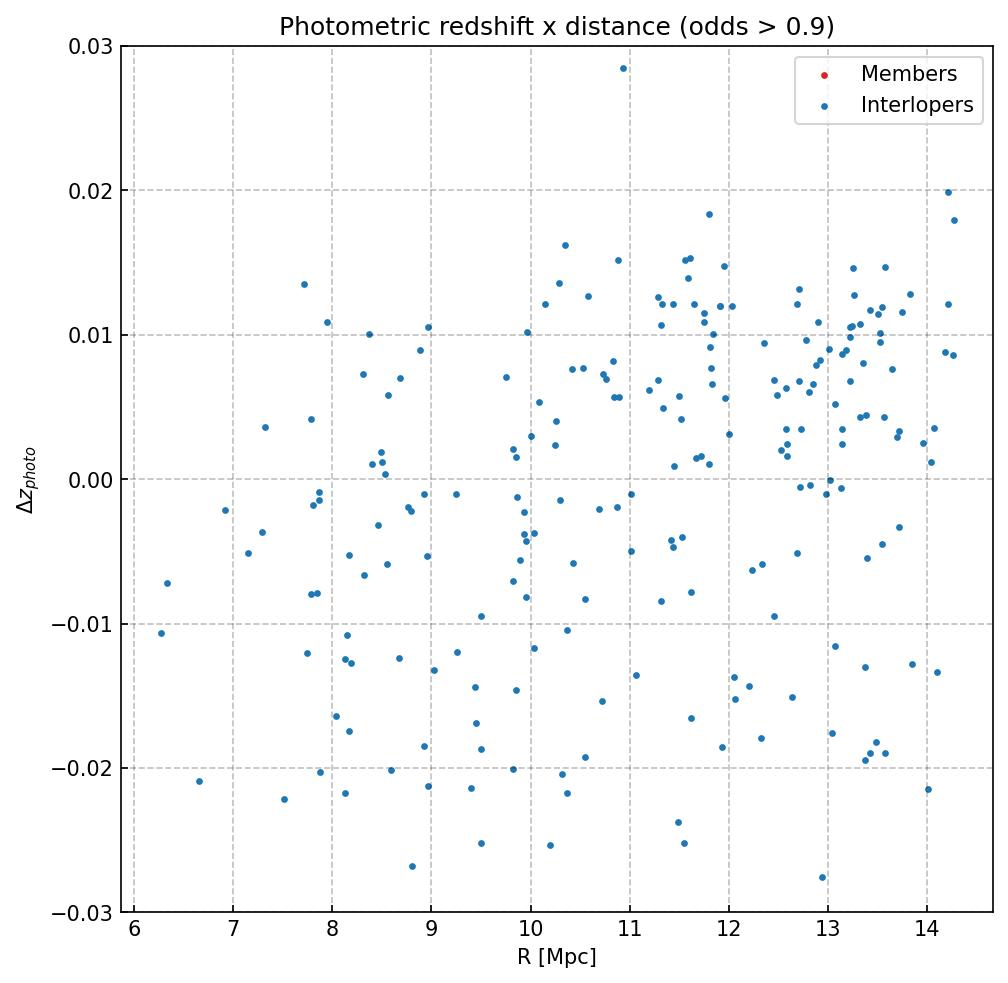 Photometric redshift x distance (odds > 0.9)
Members
Interlopers
0.03
0.02
0.01
0.00
−0.01
−0.02
−0.03
Δz_photo
6 7 8 9 10 11 12 13 14
R [Mpc]